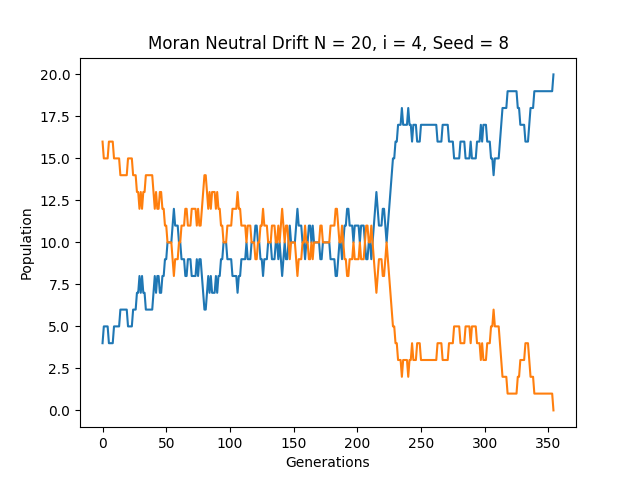 Moran Neutral Drift N = 20, i = 4, Seed = 8
20.0
17.5
15.0
12.5
10.0
7.5
5.0
2.5
0.0
Population
0 50 100 150 200 250 300 350
Generations